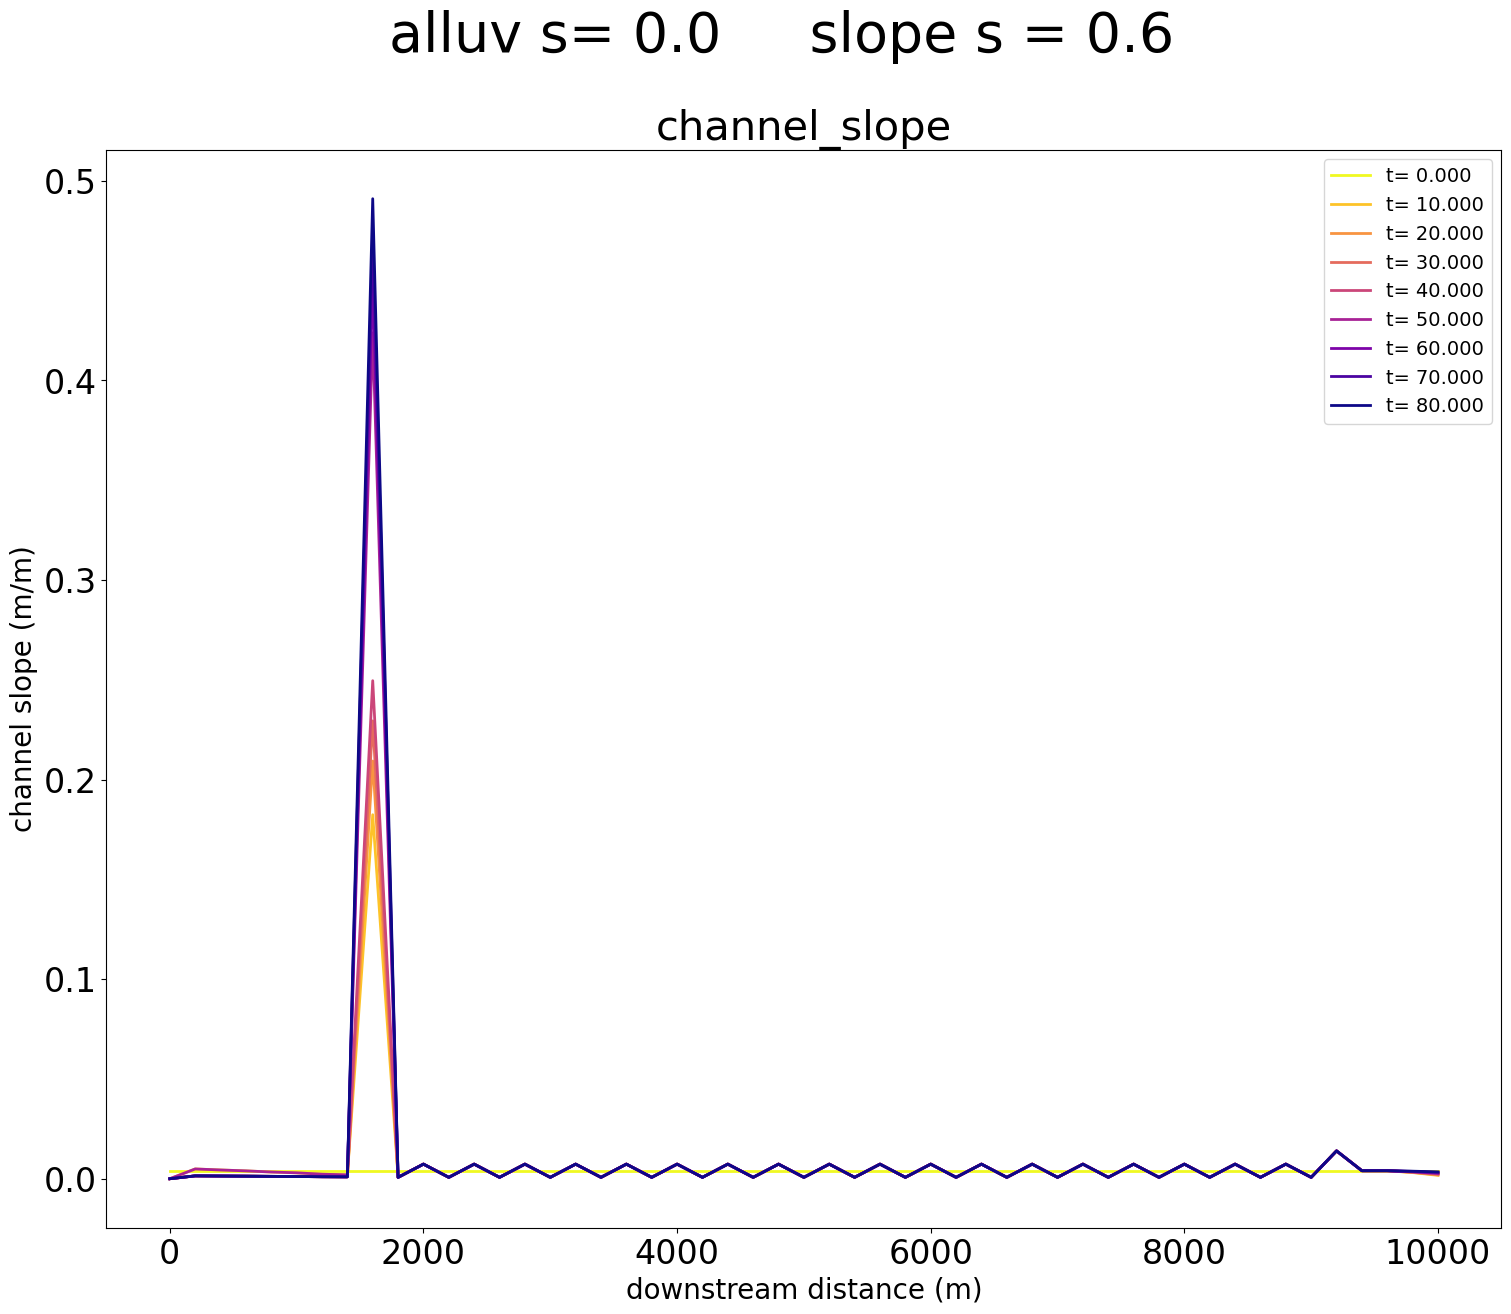 alluv s= 0.0 slope s = 0.6
channel_slope
t= 0.000
t= 10.000
t= 20.000
t= 30.000
t= 40.000
t= 50.000
t= 60.000
t= 70.000
t= 80.000
channel slope (m/m)
0.5
0.4
0.3
0.2
0.1
0.0
0 2000 4000 6000 8000 10000
downstream distance (m)